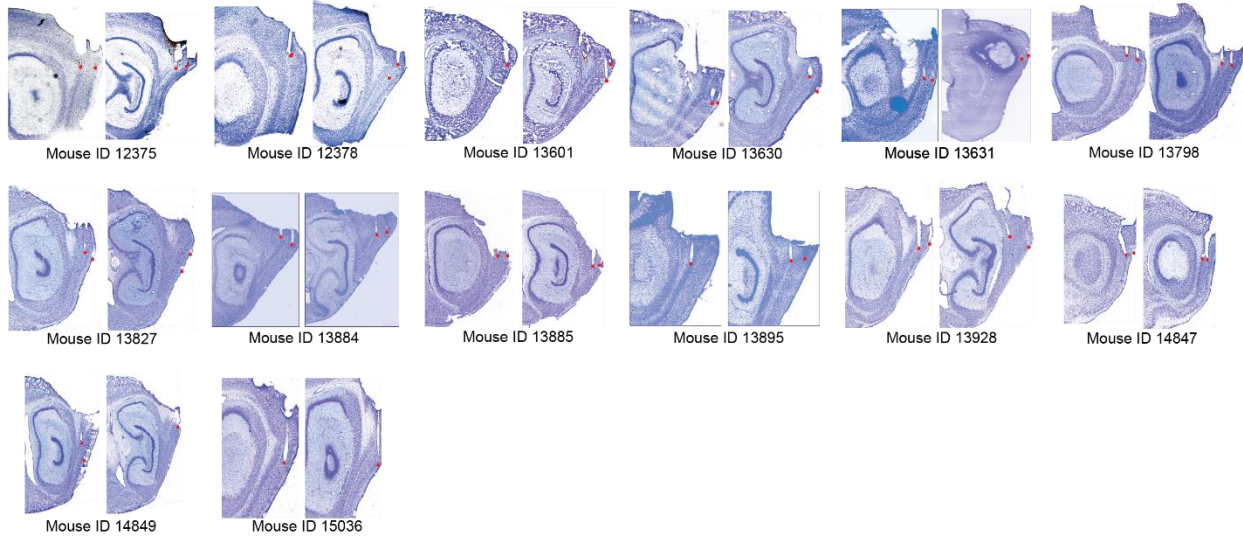 Mouse ID 12375
Mouse ID 12378
Mouse ID 13601
Mouse ID 13630
Mouse ID 13631
Mouse ID 13798
Mouse ID 13827
Mouse ID 13884
Mouse ID 13885
Mouse ID 13895
Mouse ID 13928
Mouse ID 14847
Mouse ID 14849
Mouse ID 15036